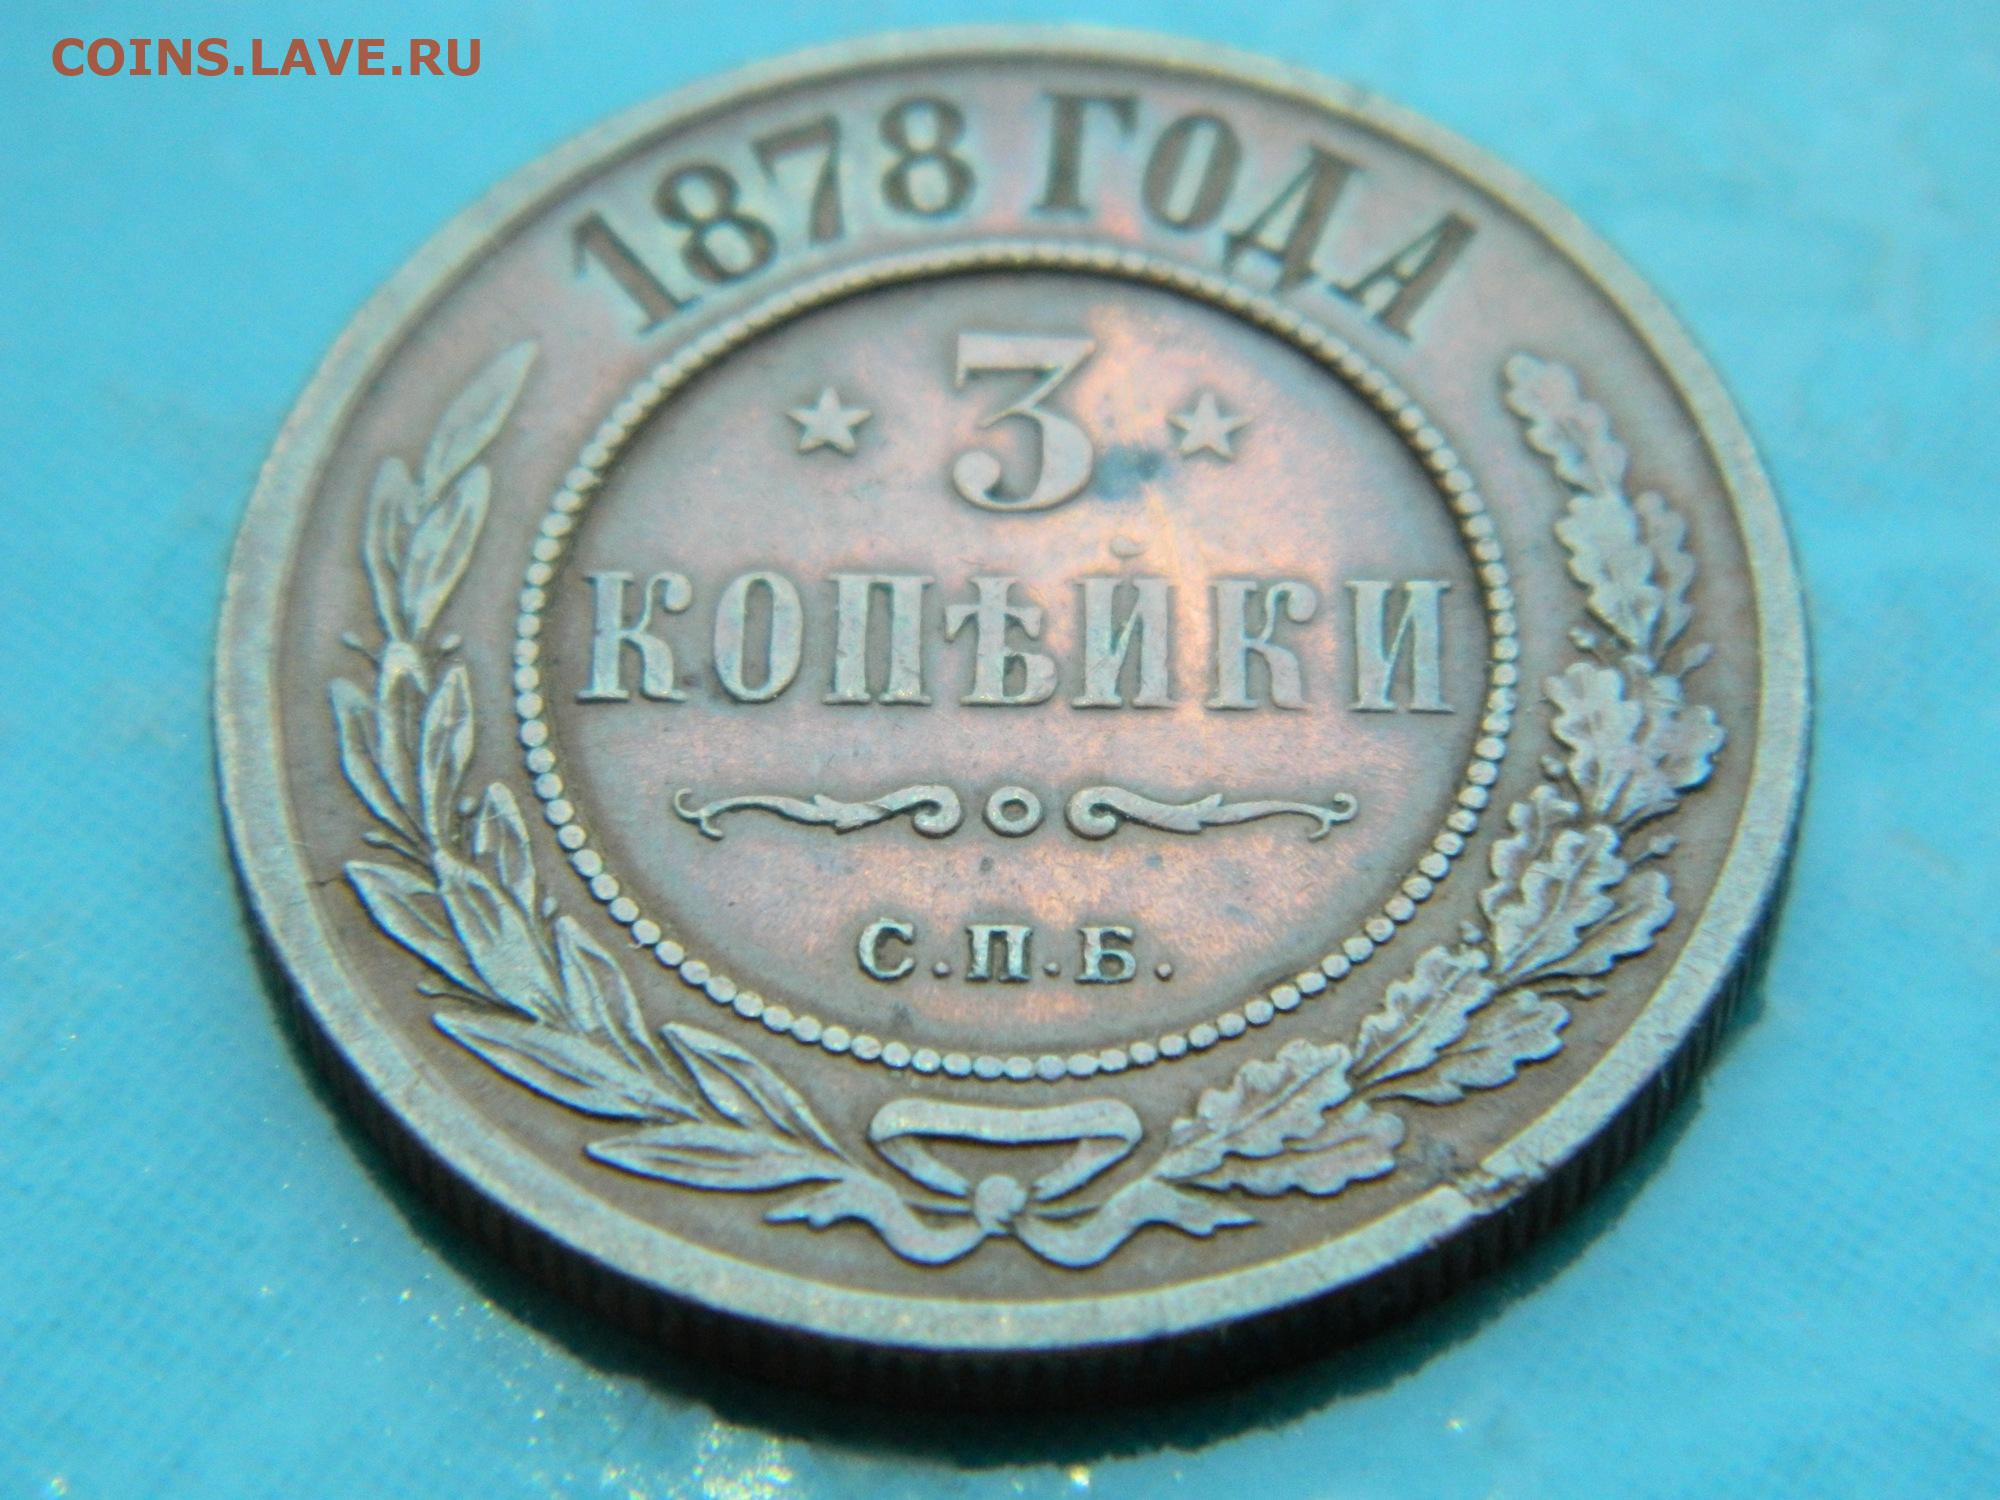 COINS.LAVE.RU
1878 ГОДА
3
КОПѢЙКИ
С.П.Б.